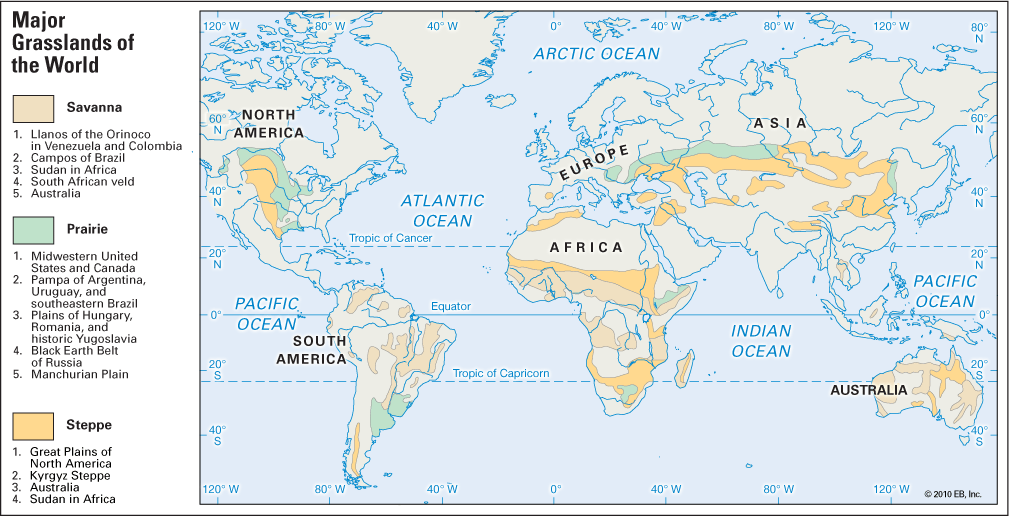 Major
Grasslands of
the World
Savanna
1. Llanos of the Orinoco
in Venezuela and Colombia
2. Campos of Brazil
3. Sudan in Africa
4. South African veld
5. Australia
Prairie
1. Midwestern United
States and Canada
2. Pampa of Argentina,
Uruguay, and
southeastern Brazil
3. Plains of Hungary,
Romania, and
historic Yugoslavia
4. Black Earth Belt
of Russia
5. Manchurian Plain
Steppe
1. Great Plains of
North America
2. Kyrgyz Steppe
3. Australia
4. Sudan in Africa
120° W 80° W 40° W 0° 40° E 80° E 120° E 80°
N
ARCTIC OCEAN
60°
N
NORTH
AMERICA
ASIA
60°
N
EUROPE
40°
N
ATLANTIC
OCEAN
40°
N
Tropic of Cancer
AFRICA
20°
N
20°
N
PACIFIC
OCEAN
PACIFIC
OCEAN
Equator
0°
0°
SOUTH
AMERICA
INDIAN
OCEAN
20°
S
20°
S
Tropic of Capricorn
AUSTRALIA
40°
S
40°
S
120° W 80° W 40° W 0° 40° E 80° E 120° W
© 2010 EB, Inc.